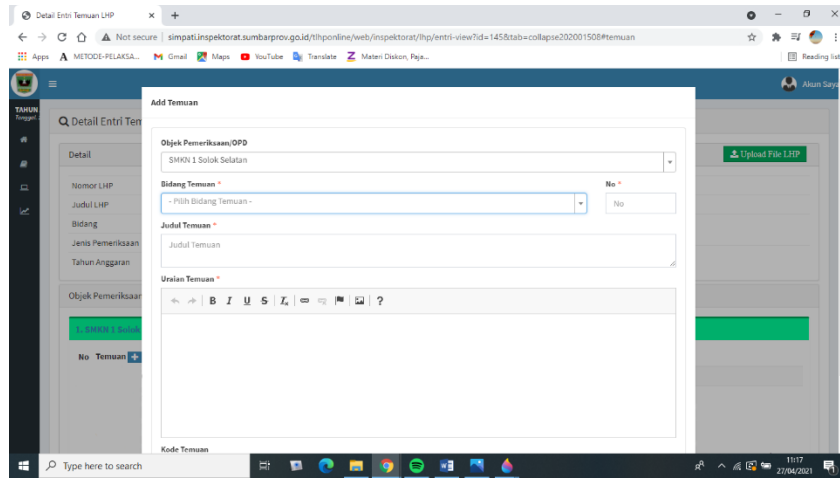 Detail Entri Temuan LHP
Not secure | simpati.inspektorat.sumbarprov.go.id/tlhponline/web/inspektorat/lhp/entri-view?id=145&tab=collapse202001508#temuan
Apps METODE-PELAKSA... Gmail Maps YouTube Translate Materi Diskon, Paja... Reading list
Akun Saya
TAHUN
Add Temuan
Detail Entri Tem
Objek Pemeriksaan/OPD
SMKN 1 Solok Selatan
Detail
Upload File LHP
Bidang Temuan * No *
Nomor LHP
- Pilih Bidang Temuan - No
Judul LHP
Bidang
Judul Temuan *
Judul Temuan
Jenis Pemeriksaan
Tahun Anggaran
Uraian Temuan *
Objek Pemeriksaan
B I U S Ix ?
1. SMKN 1 Solok
No Temuan +
Kode Temuan
Type here to search
11:17
27/04/2021